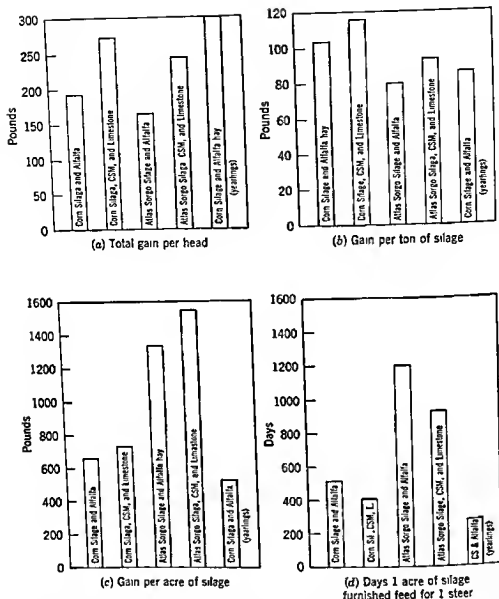 300
250
200
150
100
50
0
Pounds
Corn Silaga and Alfalfa
Corn Silaga, CSM, and Limestone
Atlas Sorgo Silage and Alfalfa
Atlas Sorgo Silaga CSM, and Limestone
Corn Silage and Alfalfa hay
(yearlings)
(a) Total gain per head
120
100
80
60
40
20
0
Pounds
Corn Silage and Alfalfa hay
Corn Silage, CSM, and Limestone
Atlas Sorgo Silage and Alfalfa
Atlas Sorgo Silage, CSM, and Limestone
Corn Silage and Alfalfa
(yearlings)
(b) Gain per ton of silage
1600
1400
1200
1000
800
600
400
200
0
Pounds
Corn Silage and Alfalfa
Corn Silaga, CSM, and Limestone
Atlas Sorgo Silage and Alfalfa hay
Atlas Sorgo Silaga, CSM, and Limastone
Corn Silage and Alfalfa
(yearlings)
(c) Gain per acre of silage
1600
1400
1200
1000
800
600
400
200
0
Days
Corn Silage and Alfalfa
Corn Sil, CSM, L.
Atlas Sorgo Silage and Alfalfa
Atlas Sorgo Silage, CSM, and Limestone
CS & Alfalfa
(yearlings)
(d) Days 1 acre of silage
furnished feed for 1 steer